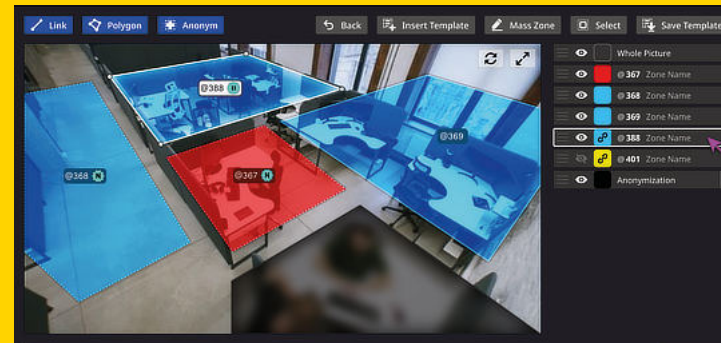 Link Polygon Anonym Back Insert Template Mass Zone Select Save Template
Whole Picture
@367 Zone Name
@368 Zone Name
@369 Zone Name
@388 Zone Name
@401 Zone Name
Anonymization
@388
@369
@368
@367